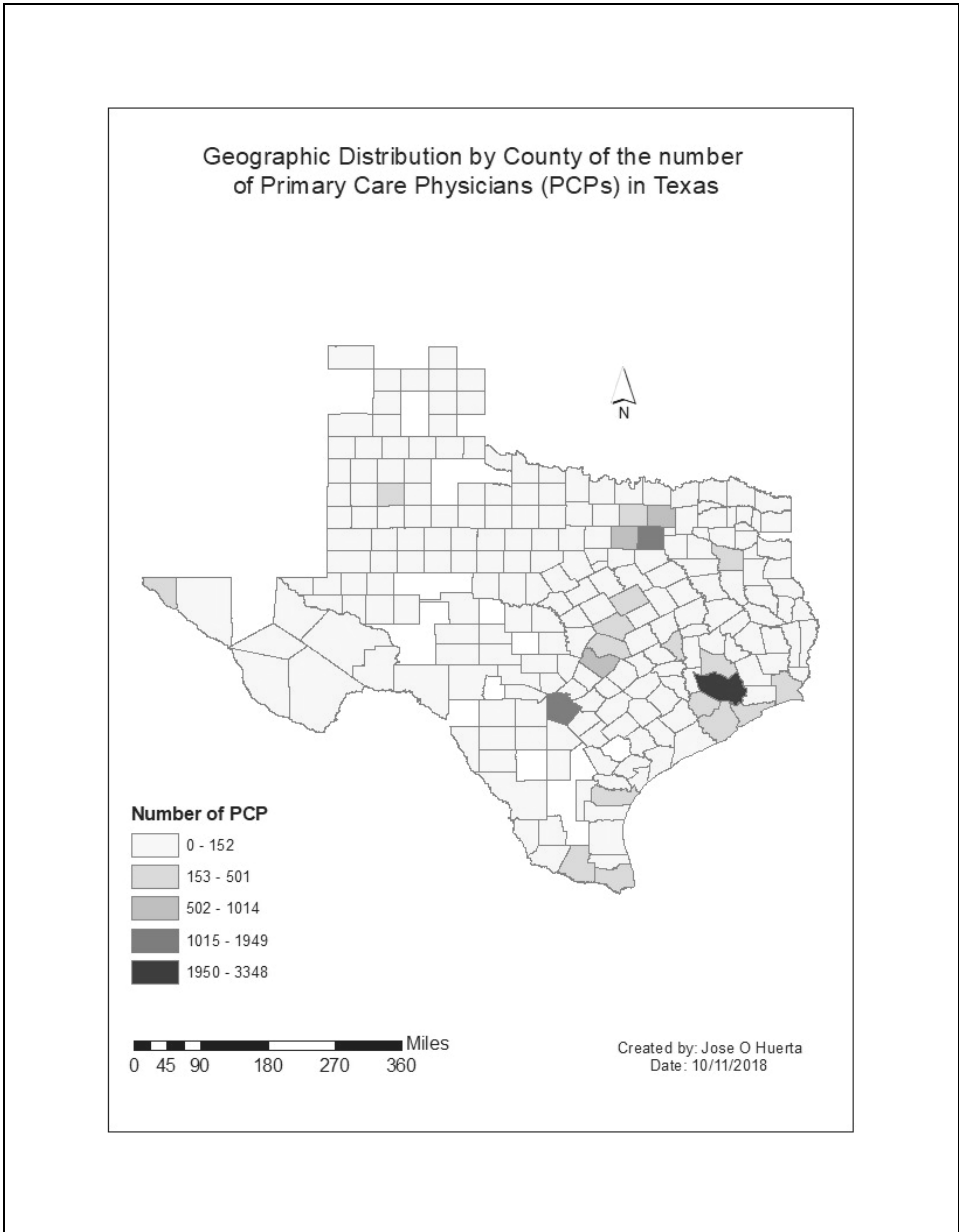 Geographic Distribution by County of the number
of Primary Care Physicians (PCPs) in Texas
N
Number of PCP
0 - 152
153 - 501
502 - 1014
1015 - 1949
1950 - 3348
Miles
0 45 90 180 270 360
Created by: Jose O Huerta
Date: 10/11/2018